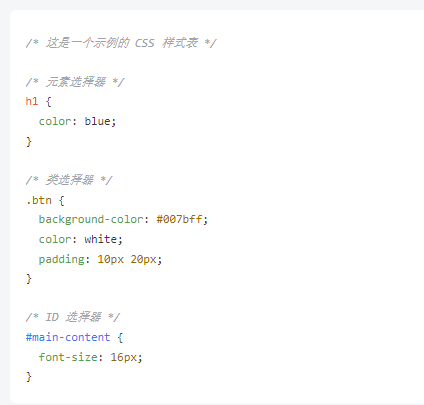 /* 这是一个示例的 CSS 样式表 */
/* 元素选择器 */
h1 {
  color: blue;
}
/* 类选择器 */
.btn {
  background-color: #007bff;
  color: white;
  padding: 10px 20px;
}
/* ID 选择器 */
#main-content {
  font-size: 16px;
}